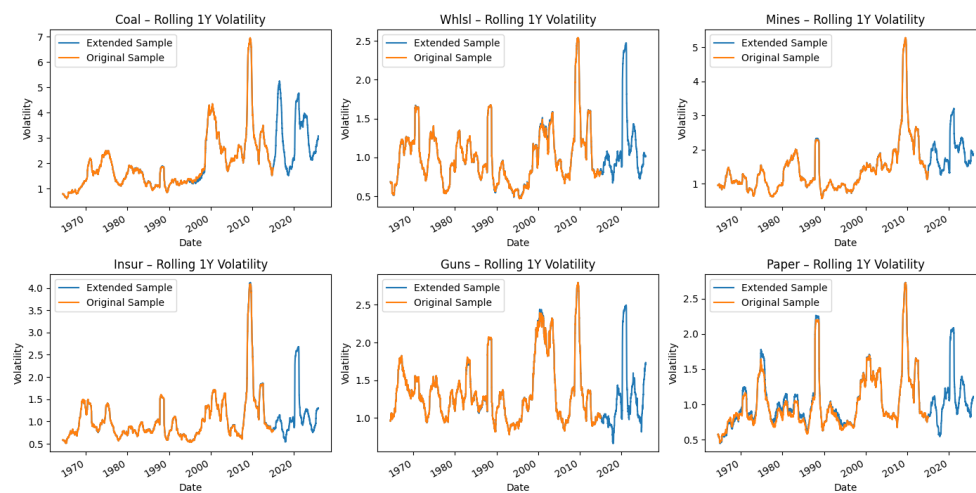 Coal – Rolling 1Y Volatility
Whlsl – Rolling 1Y Volatility
Mines – Rolling 1Y Volatility
7
6
5
4
3
2
1
Volatility
Extended Sample
Original Sample
1970
1980
1990
2000
2010
2020
Date
2.5
2.0
1.5
1.0
0.5
Volatility
Extended Sample
Original Sample
1970
1980
1990
2000
2010
2020
Date
5
4
3
2
1
Volatility
Extended Sample
Original Sample
1970
1980
1990
2000
2010
2020
Date
Insur – Rolling 1Y Volatility
Guns – Rolling 1Y Volatility
Paper – Rolling 1Y Volatility
4.0
3.5
3.0
2.5
2.0
1.5
1.0
0.5
Volatility
Extended Sample
Original Sample
1970
1980
1990
2000
2010
2020
Date
2.5
2.0
1.5
1.0
Volatility
Extended Sample
Original Sample
1970
1980
1990
2000
2010
2020
Date
2.5
2.0
1.5
1.0
0.5
Volatility
Extended Sample
Original Sample
1970
1980
1990
2000
2010
2020
Date